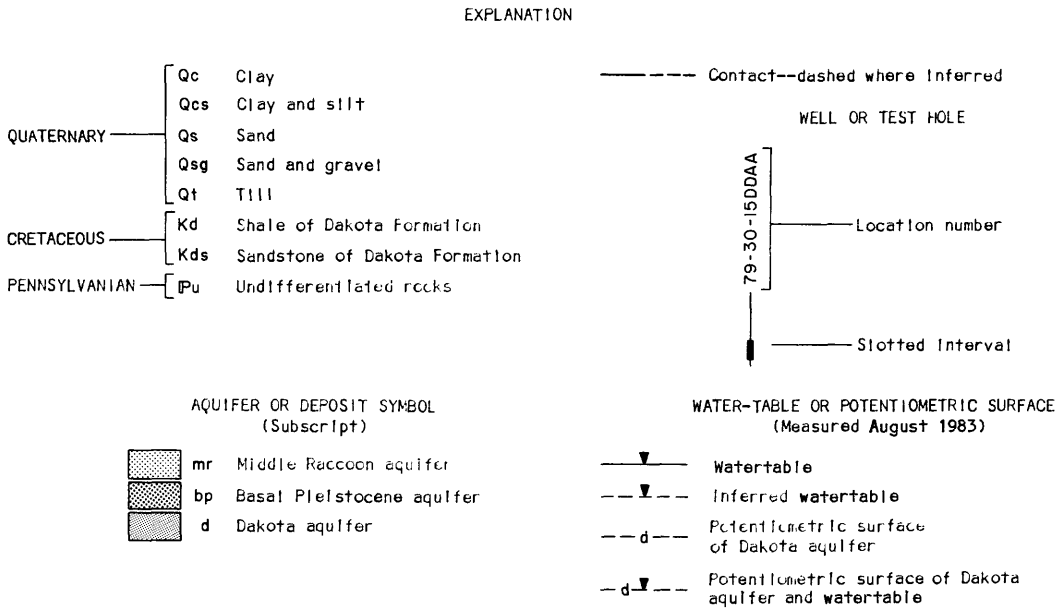 EXPLANATION
Qc Clay
Qcs Clay and silt
QUATERNARY Qs Sand
Qsg Sand and gravel
Qt Till
Kd Shale of Dakota Formation
CRETACEOUS
Kds Sandstone of Dakota Formation
PENNSYLVANIAN ℙu Undifferentiated rocks
Contact--dashed where inferred
WELL OR TEST HOLE
79-30-15DDAA
Location number
Slotted interval
AQUIFER OR DEPOSIT SYMBOL
(Subscript)
mr Middle Raccoon aquifer
bp Basal Pleistocene aquifer
d Dakota aquifer
WATER-TABLE OR POTENTIOMETRIC SURFACE
(Measured August 1983)
Watertable
Inferred watertable
d Potentiometric surface
of Dakota aquifer
d Potentiometric surface of Dakota
aquifer and watertable